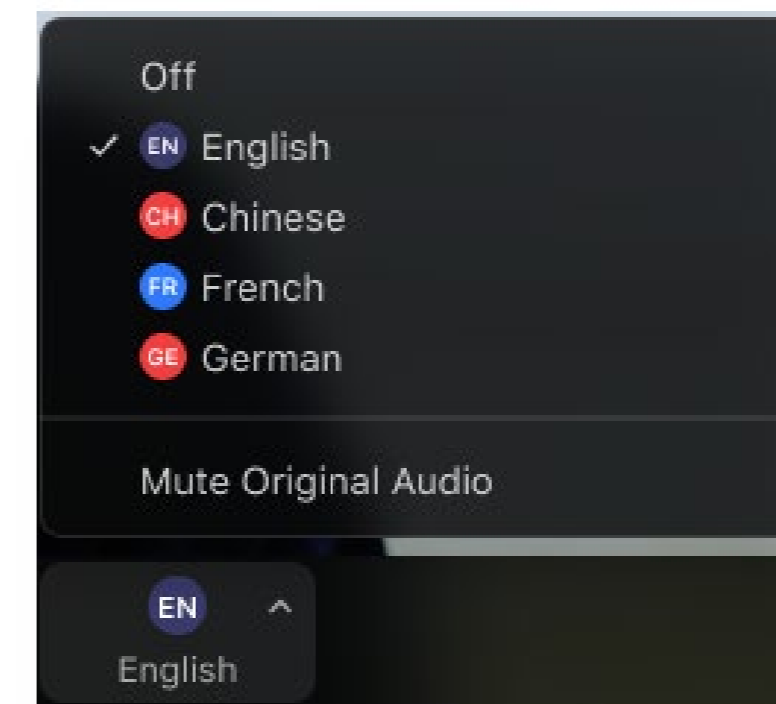 Off
EN English
CH Chinese
FR French
GE German
Mute Original Audio
EN
English